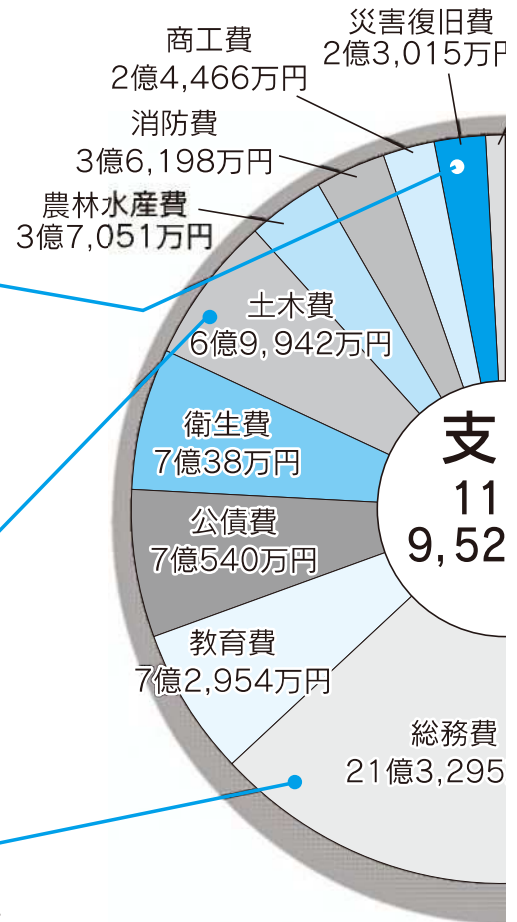 災害復旧費
2億3,015万円
商工費
2億4,466万円
消防費
3億6,198万円
農林水産費
3億7,051万円
土木費
6億9,942万円
衛生費
7億38万円
公債費
7億540万円
教育費
7億2,954万円
総務費
21億3,295
支
11
9,52